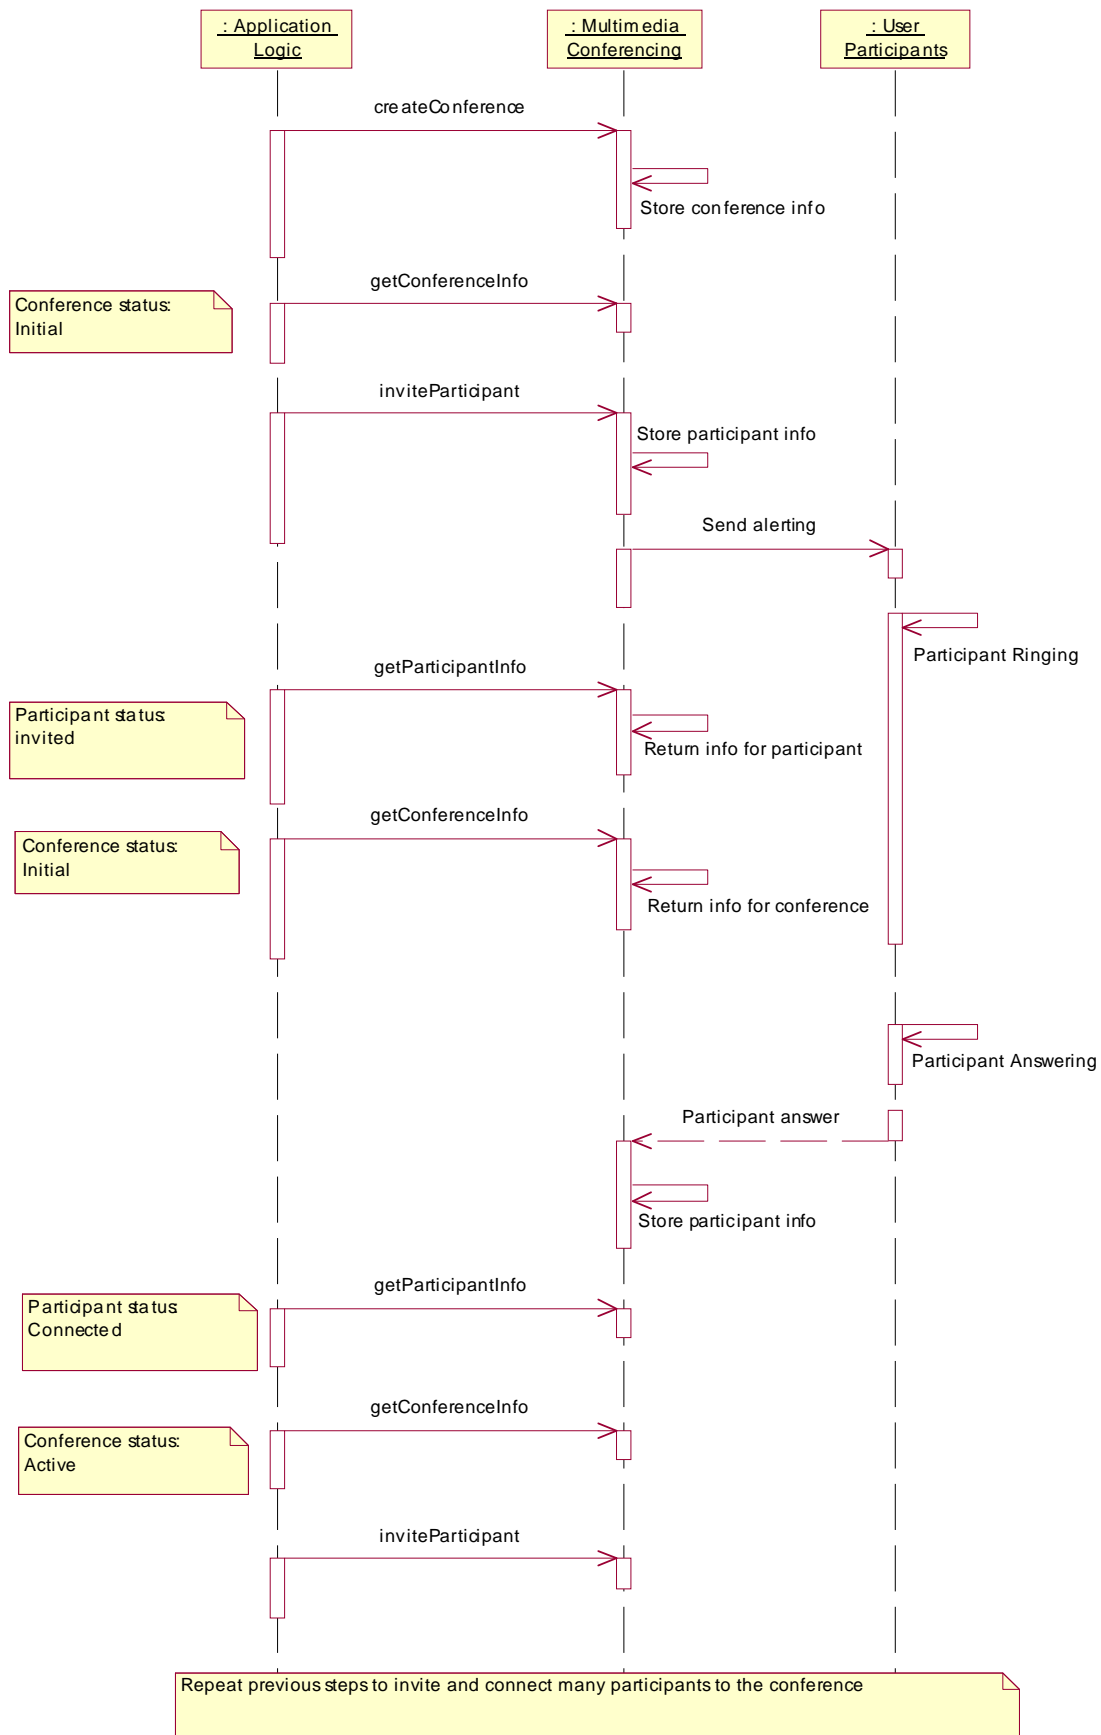 : Application
Logic
: Multimedia
Conferencing
: User
Participants
createConference
Store conference info
getConferenceInfo
Conference status:
Initial
inviteParticipant
Store participant info
Send alerting
Participant Ringing
getParticipantInfo
Participant status:
invited
Return info for participant
getConferenceInfo
Conference status:
Initial
Return info for conference
Participant Answering
Participant answer
Store participant info
getParticipantInfo
Participant status:
Connected
getConferenceInfo
Conference status:
Active
inviteParticipant
Repeat previous steps to invite and connect many participants to the conference